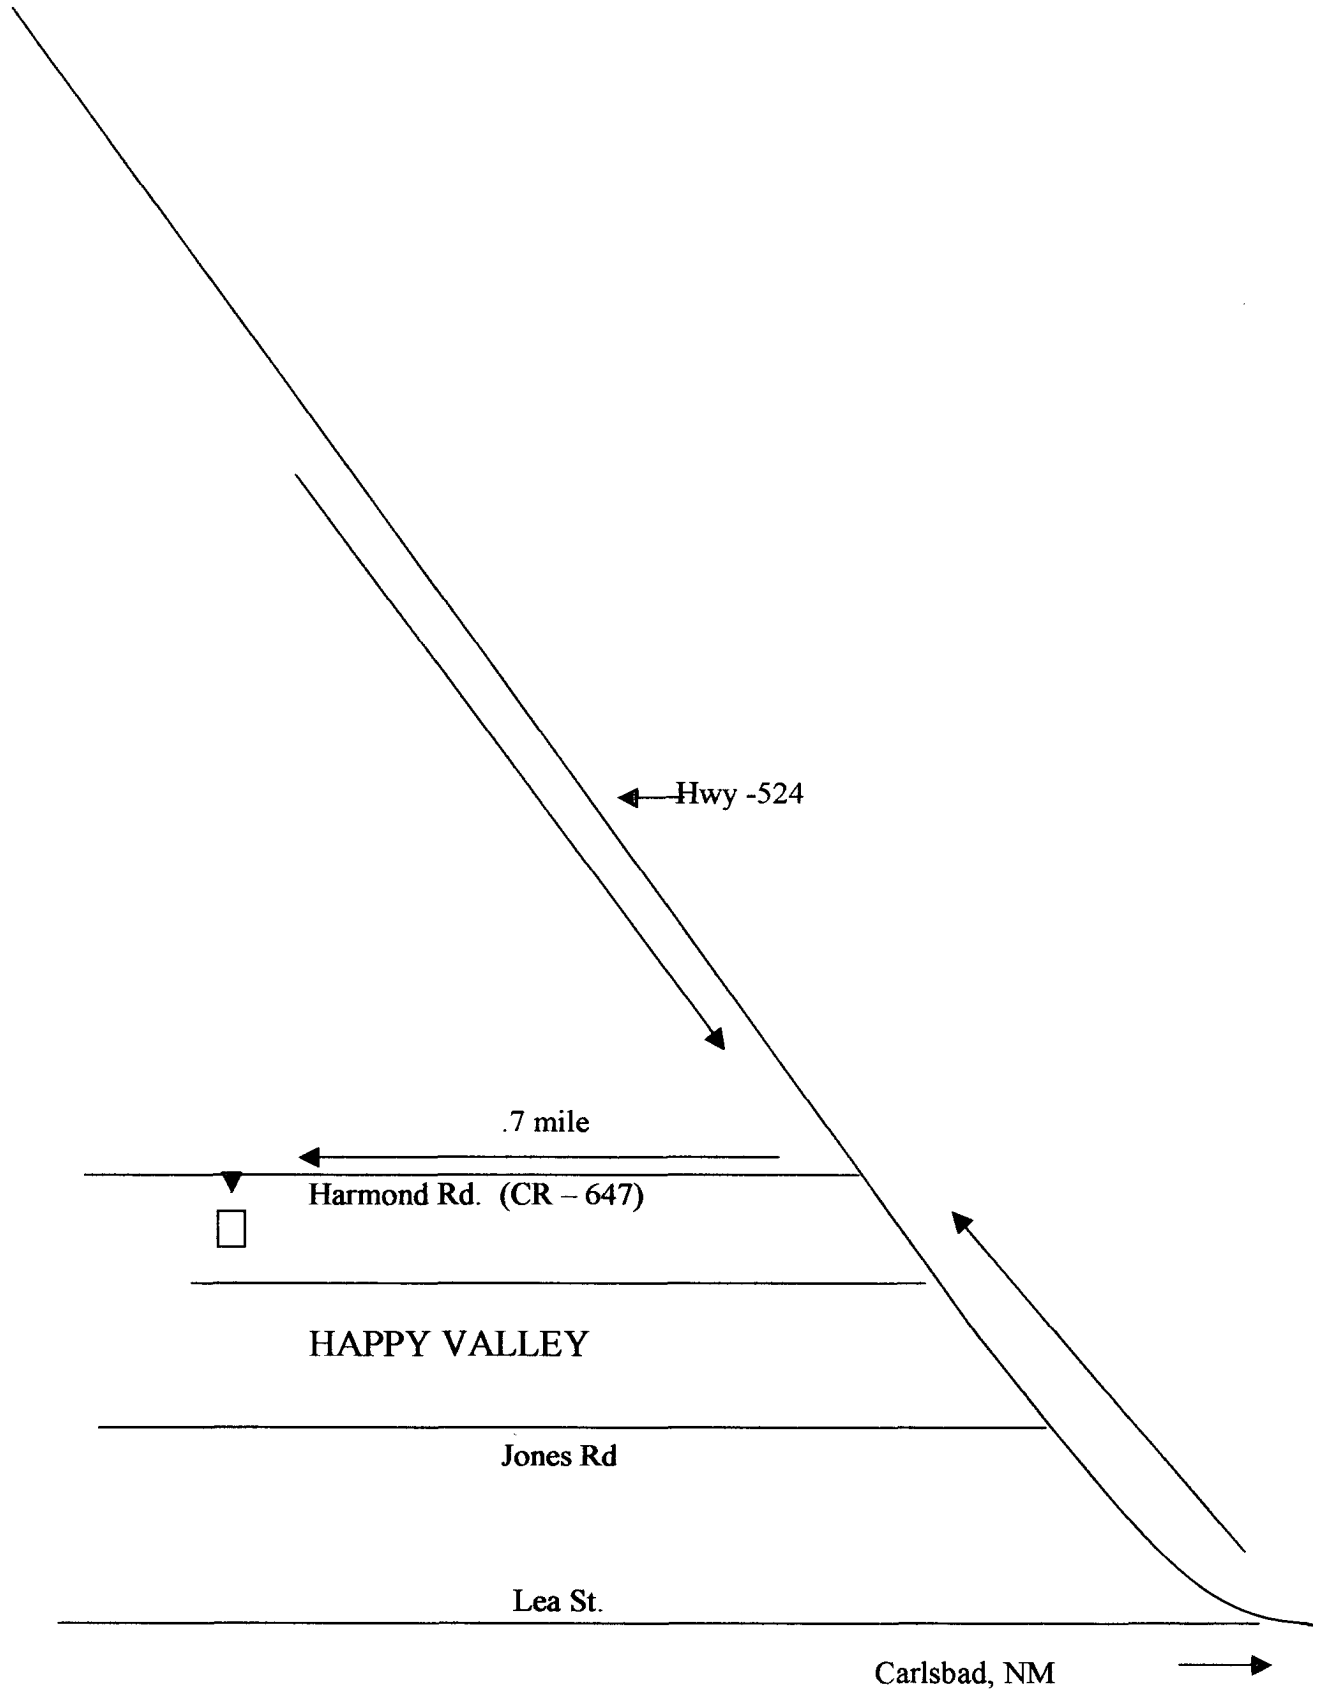 Hwy -524
.7 mile
Harmond Rd. (CR – 647)
HAPPY VALLEY
Jones Rd
Lea St.
Carlsbad, NM